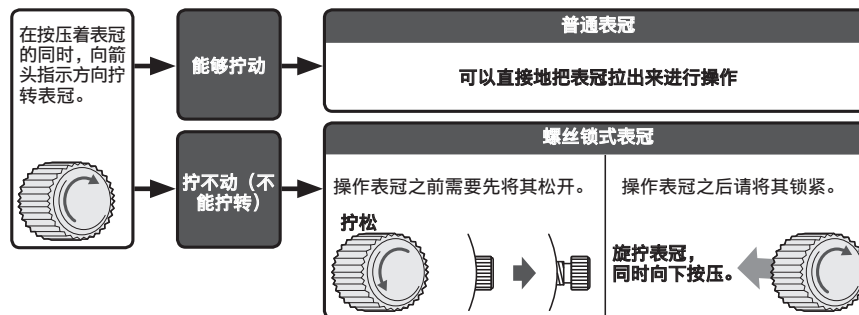 在按压着表冠
的同时，向箭
头指示方向拧
转表冠。
能够拧动
普通表冠
可以直接地把表冠拉出来进行操作
拧不动（不
能拧转）
螺丝锁式表冠
操作表冠之前需要先将其松开。
拧松
操作表冠之后请将其锁紧。
旋拧表冠，
同时向下按压。